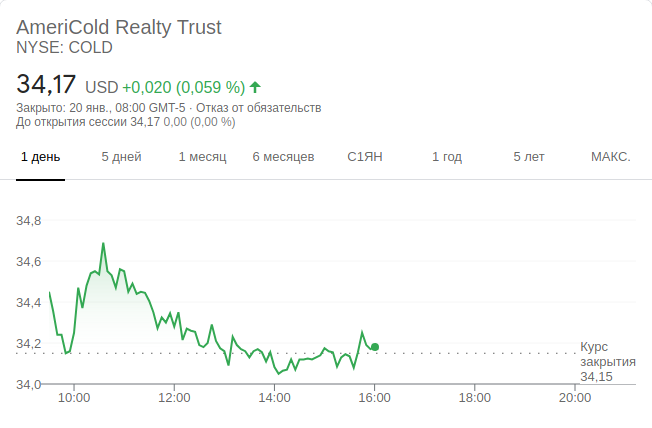 AmeriCold Realty Trust
NYSE: COLD
34,17 USD +0,020 (0,059 %)
Закрыто: 20 янв., 08:00 GMT-5 · Отказ от обязательств
До открытия сессии 34,17 0,00 (0,00 %)
1 день 5 дней 1 месяц 6 месяцев С1ЯН 1 год 5 лет МАКС.
34,8
34,6
34,4
34,2
34,0
Курс
закрытия
34,15
10:00 12:00 14:00 16:00 18:00 20:00